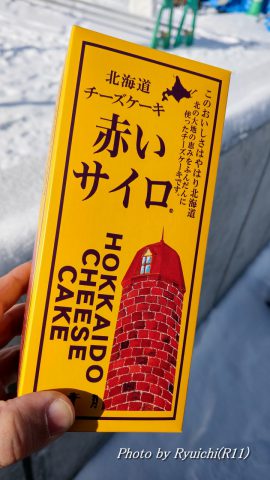 北海道
チーズケーキ
赤い
サイロ®
このおいしさはやはり北海道
北の大地の恵みをふんだんに
使ったチーズケーキです。
HOKKAIDO
CHEESE
CAKE
Photo by Ryuichi(R11)